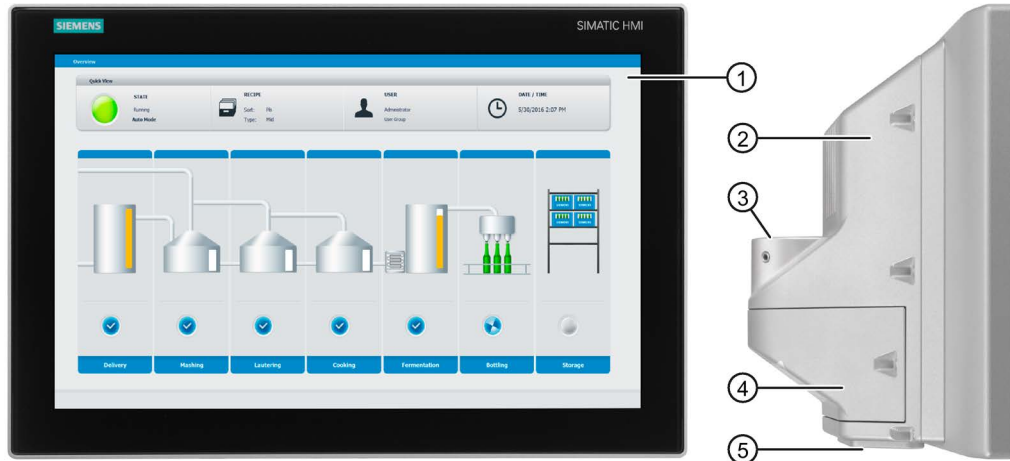 SIEMENS
SIMATIC HMI
Overview
Quick View
STATE
Running
Auto Mode
RECIPE
Sort:
Type:
USER
Administrator
User Group
DATE / TIME
5/30/2016 2:07 PM
Delivery
Mashing
Lautering
Cooking
Fermentation
Bottling
Storage
1
2
3
4
5